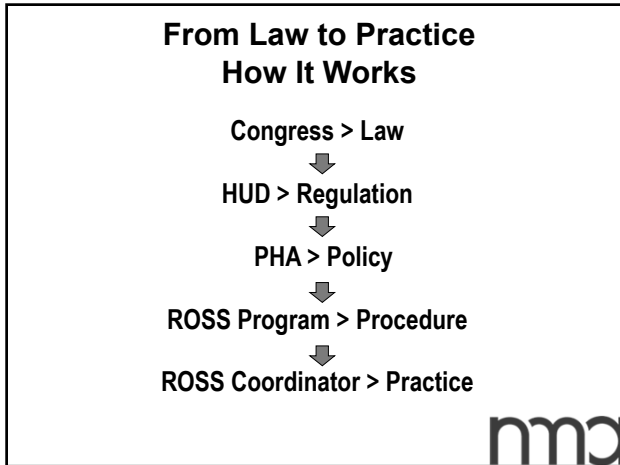 From Law to Practice
How It Works
Congress > Law
HUD > Regulation
PHA > Policy
ROSS Program > Procedure
ROSS Coordinator > Practice
nma